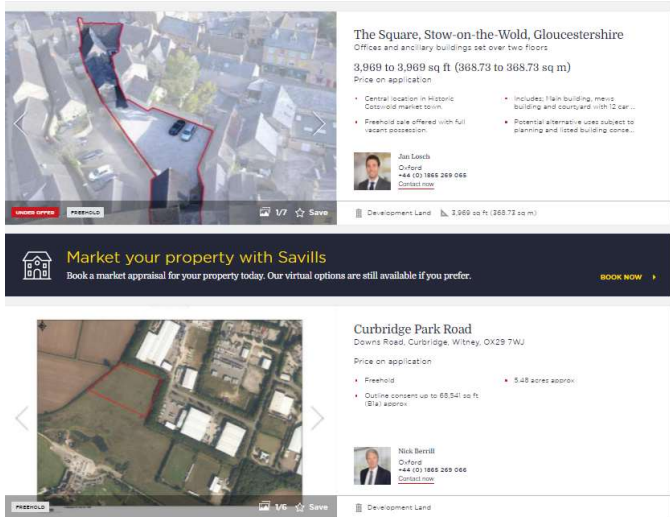 The Square, Stow-on-the-Wold, Gloucestershire
Offices and ancillary buildings set over two floors
3,969 to 3,969 sq ft (368.73 to 368.73 sq m)
Price on application
Central location in Historic
Cotswold market town
Includes; Main building, mews
building and courtyard with 12 car ...
Freehold sale offered with full
vacant possession
Potential alternative uses subject to
planning and listed building conse...
Jan Losch
Oxford
+44 (0) 1865 269 065
Contact now
UNDER OFFER FREEHOLD 1/7 Save
Development Land 3,969 sq ft (368.73 sq m)
Market your property with Savills
Book a market appraisal for your property today. Our virtual options are still available if you prefer.
BOOK NOW
Curbridge Park Road
Downs Road, Curbridge, Witney, OX29 7WJ
Price on application
Freehold
5.48 acres approx
Outline consent up to 68,541 sq ft
(B1a) approx
Nick Berrill
Oxford
+44 (0) 1865 269 066
Contact now
FREEHOLD 1/6 Save
Development Land